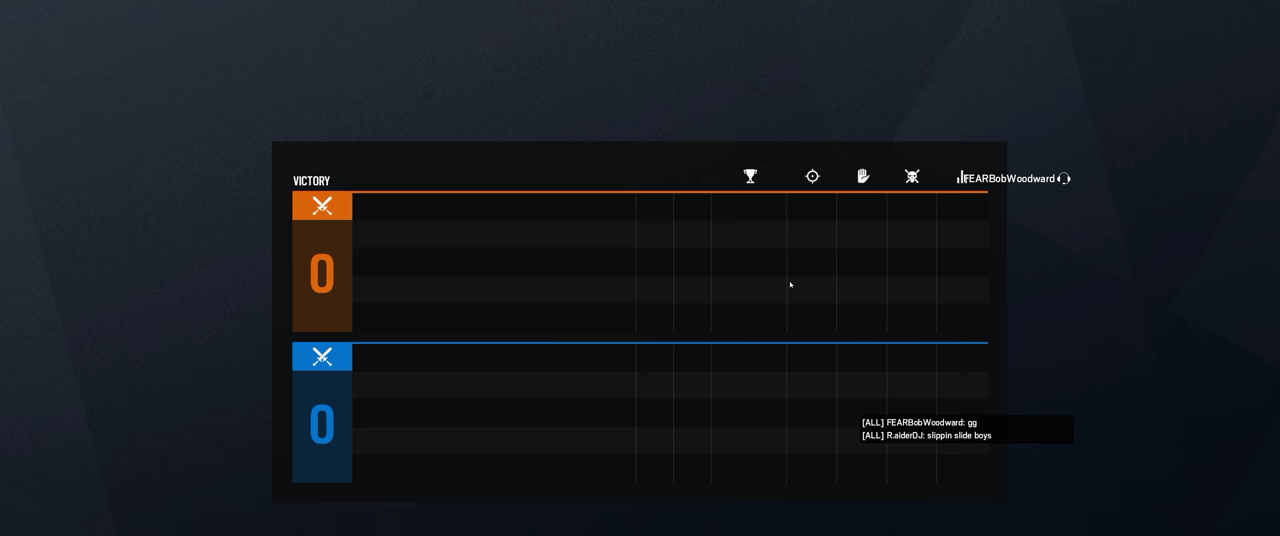 VICTORY
FEARBobWoodward
0
0
[ALL] FEARBobWoodward: gg
[ALL] R.aiderDJ: slippin slide boys